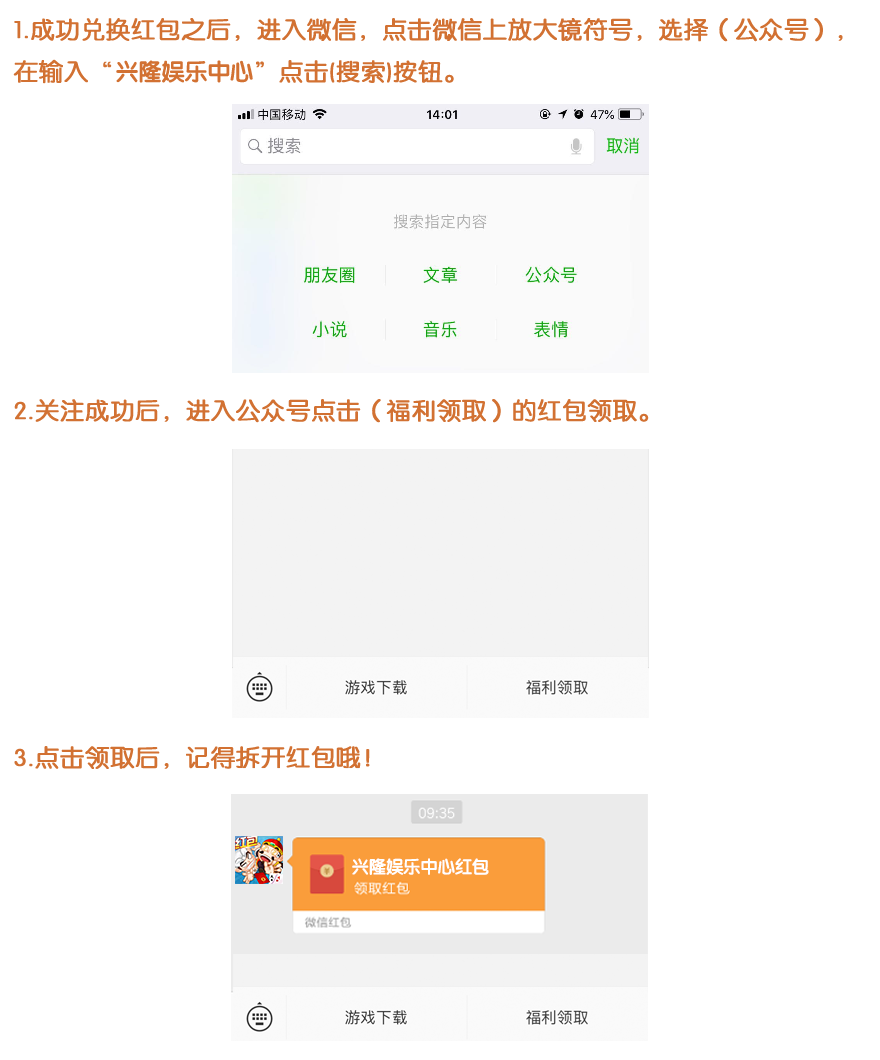 1.成功兑换红包之后，进入微信，点击微信上放大镜符号，选择（公众号），
在输入“兴隆娱乐中心”点击(搜索)按钮。
中国移动 14:01 47%
搜索 取消
搜索指定内容
朋友圈 文章 公众号
小说 音乐 表情
2.关注成功后，进入公众号点击（福利领取）的红包领取。
游戏下载 福利领取
3.点击领取后，记得拆开红包哦！
09:35
红包
兴隆娱乐中心红包
领取红包
微信红包
游戏下载 福利领取